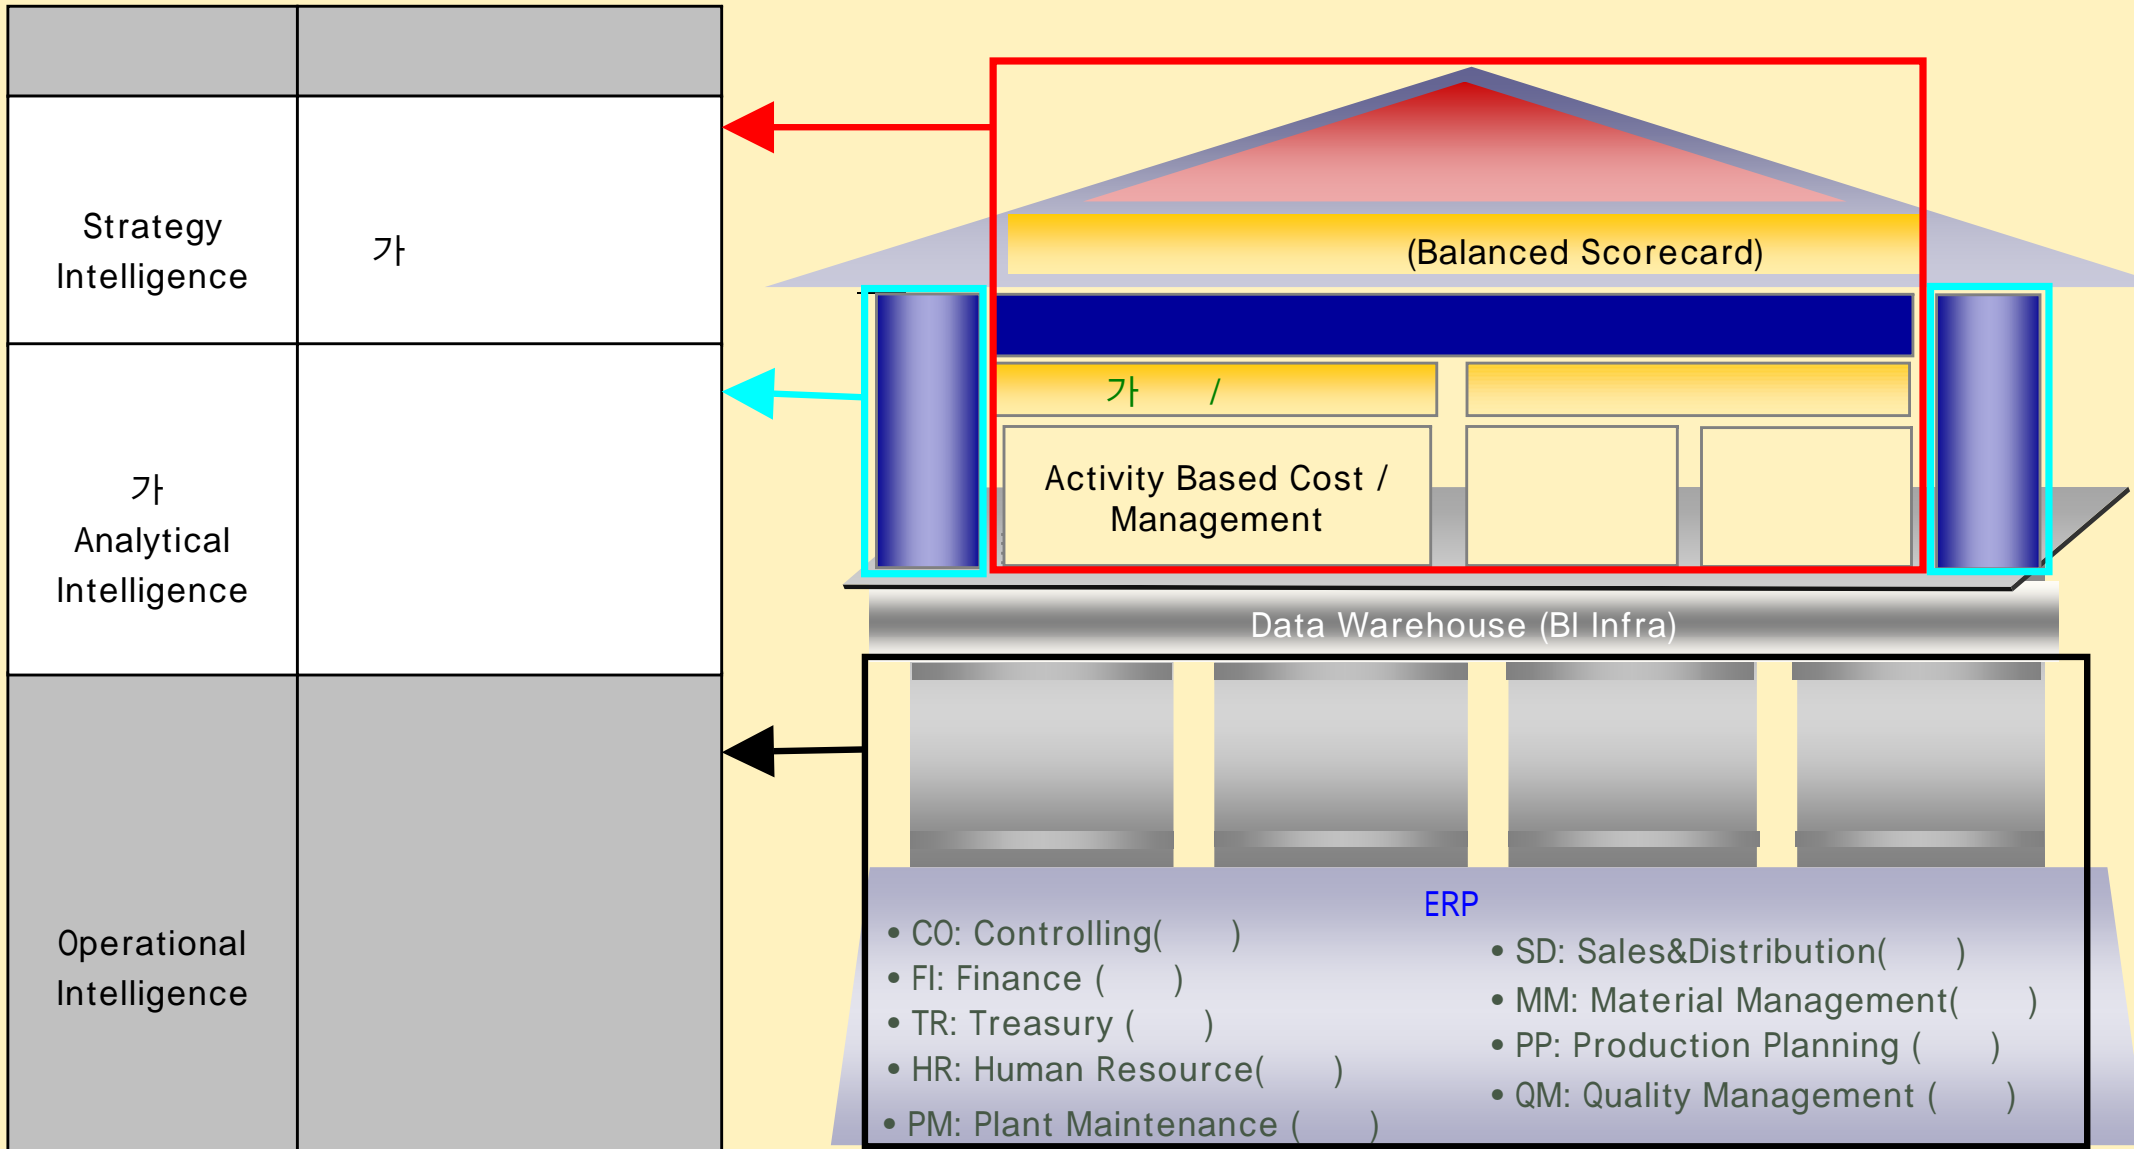 Strategy
Intelligence
가
가
Analytical
Intelligence
Operational
Intelligence
(Balanced Scorecard)
가 /
Activity Based Cost /
Management
Data Warehouse (BI Infra)
ERP
• CO: Controlling( )
• FI: Finance ( )
• TR: Treasury ( )
• HR: Human Resource( )
• PM: Plant Maintenance ( )
• SD: Sales&Distribution( )
• MM: Material Management( )
• PP: Production Planning ( )
• QM: Quality Management ( )